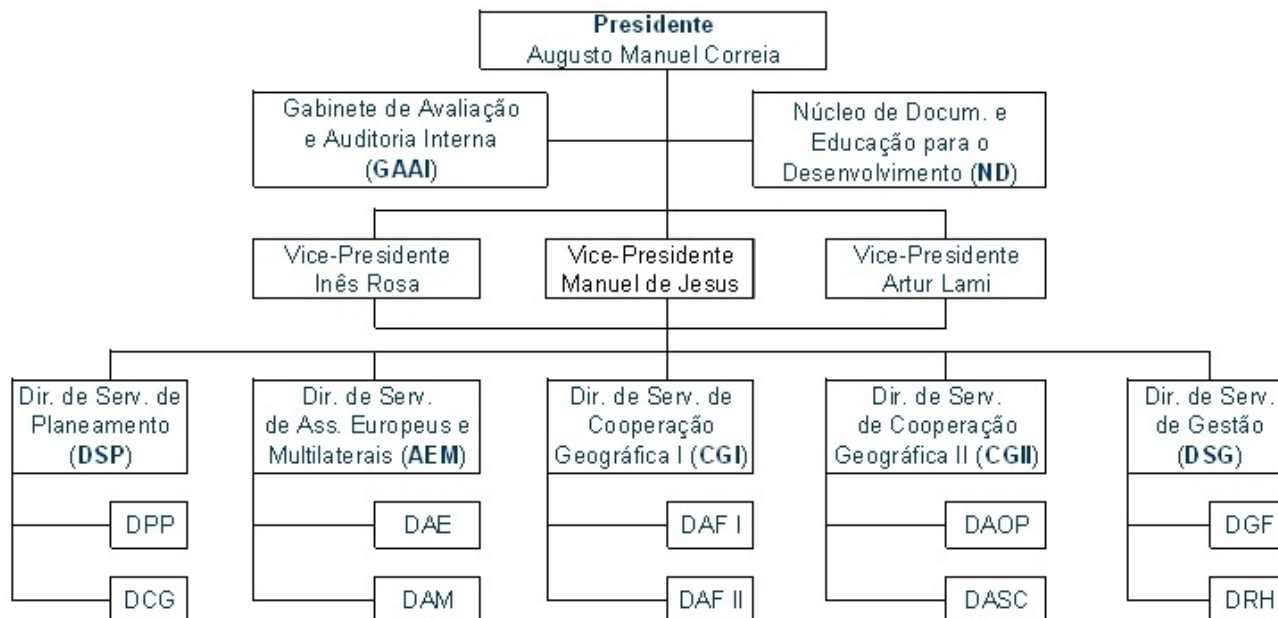 Presidente
Augusto Manuel Correia
Gabinete de Avaliação
e Auditoria Interna
(GAAI)
Núcleo de Docum. e
Educação para o
Desenvolvimento (ND)
Vice-Presidente
Inês Rosa
Vice-Presidente
Manuel de Jesus
Vice-Presidente
Artur Lami
Dir. de Serv. de
Planeamento
(DSP)
Dir. de Serv.
de Ass. Europeus e
Multilaterais (AEM)
Dir. de Serv. de
Cooperação
Geográfica I (CGI)
Dir. de Serv.
de Cooperação
Geográfica II (CGII)
Dir. de Serv.
de Gestão
(DSG)
DPP
DAE
DAF I
DAOP
DGF
DCG
DAM
DAF II
DASC
DRH